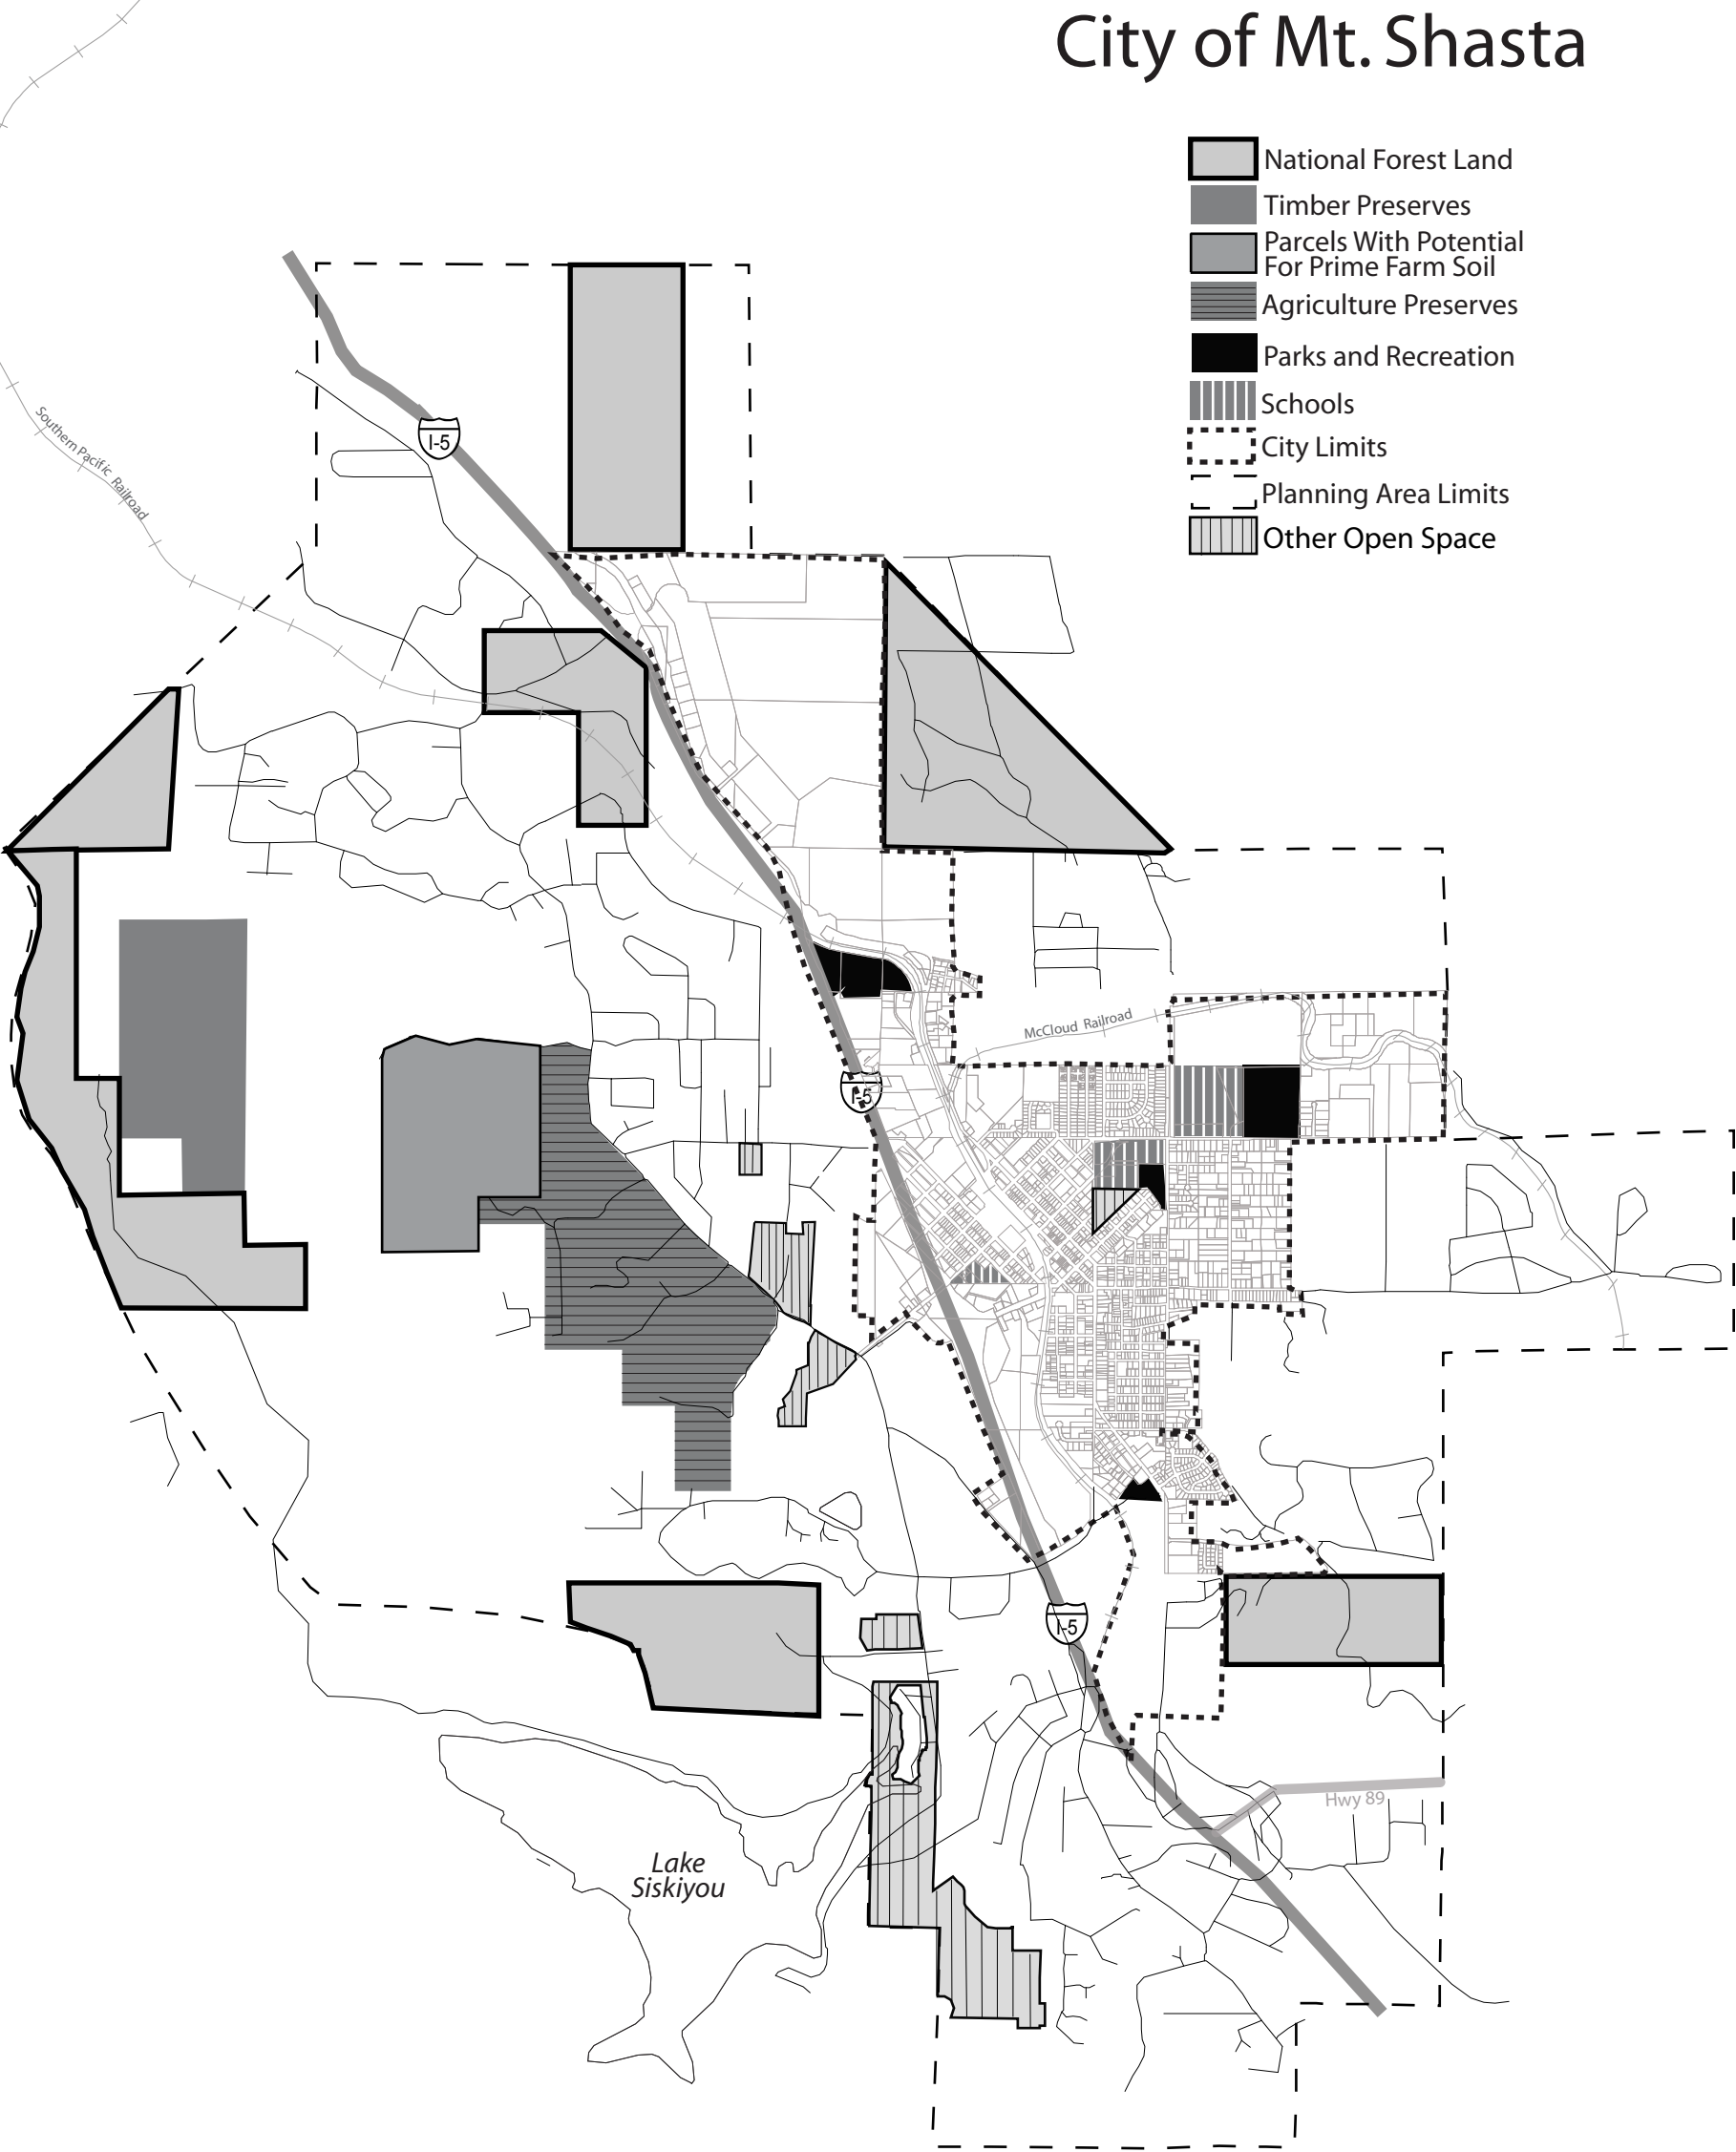 City of Mt. Shasta
National Forest Land
Timber Preserves
Parcels With Potential
For Prime Farm Soil
Agriculture Preserves
Parks and Recreation
Schools
City Limits
Planning Area Limits
Other Open Space
I-5
Southern Pacific Railroad
McCloud Railroad
I-5
I-5
Hwy 89
Lake
Siskiyou